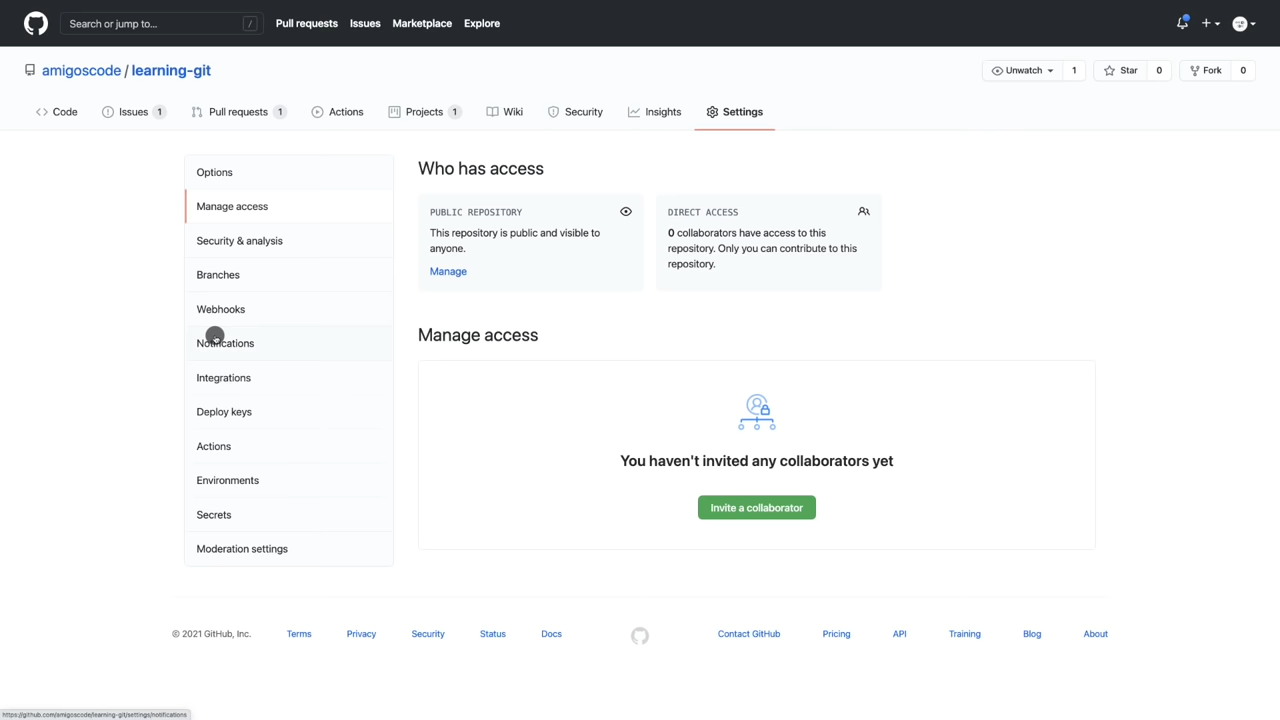 Search or jump to... /
Pull requests Issues Marketplace Explore
amigoscode / learning-git
Unwatch 1 Star 0 Fork 0
Code Issues 1 Pull requests 1 Actions Projects 1 Wiki Security Insights Settings
Options
Manage access
Security & analysis
Branches
Webhooks
Notifications
Integrations
Deploy keys
Actions
Environments
Secrets
Moderation settings
Who has access
PUBLIC REPOSITORY
This repository is public and visible to
anyone.
Manage
DIRECT ACCESS
0 collaborators have access to this
repository. Only you can contribute to this
repository.
Manage access
You haven't invited any collaborators yet
Invite a collaborator
© 2021 GitHub, Inc. Terms Privacy Security Status Docs Contact GitHub Pricing API Training Blog About
https://github.com/amigoscode/learning-git/settings/notifications